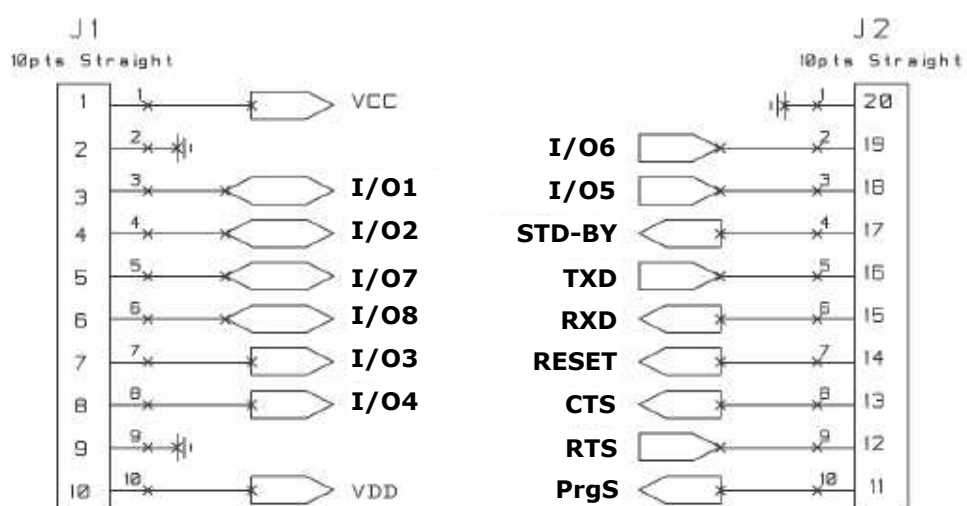 J1
10pts Straight
1 1 VCC
2 2
3 3 I/O1
4 4 I/O2
5 5 I/O7
6 6 I/O8
7 7 I/O3
8 8 I/O4
9 9
10 10 VDD
J2
10pts Straight
1 20
I/O6 2 19
I/O5 3 18
STD-BY 4 17
TXD 5 16
RXD 6 15
RESET 7 14
CTS 8 13
RTS 9 12
PrgS 10 11